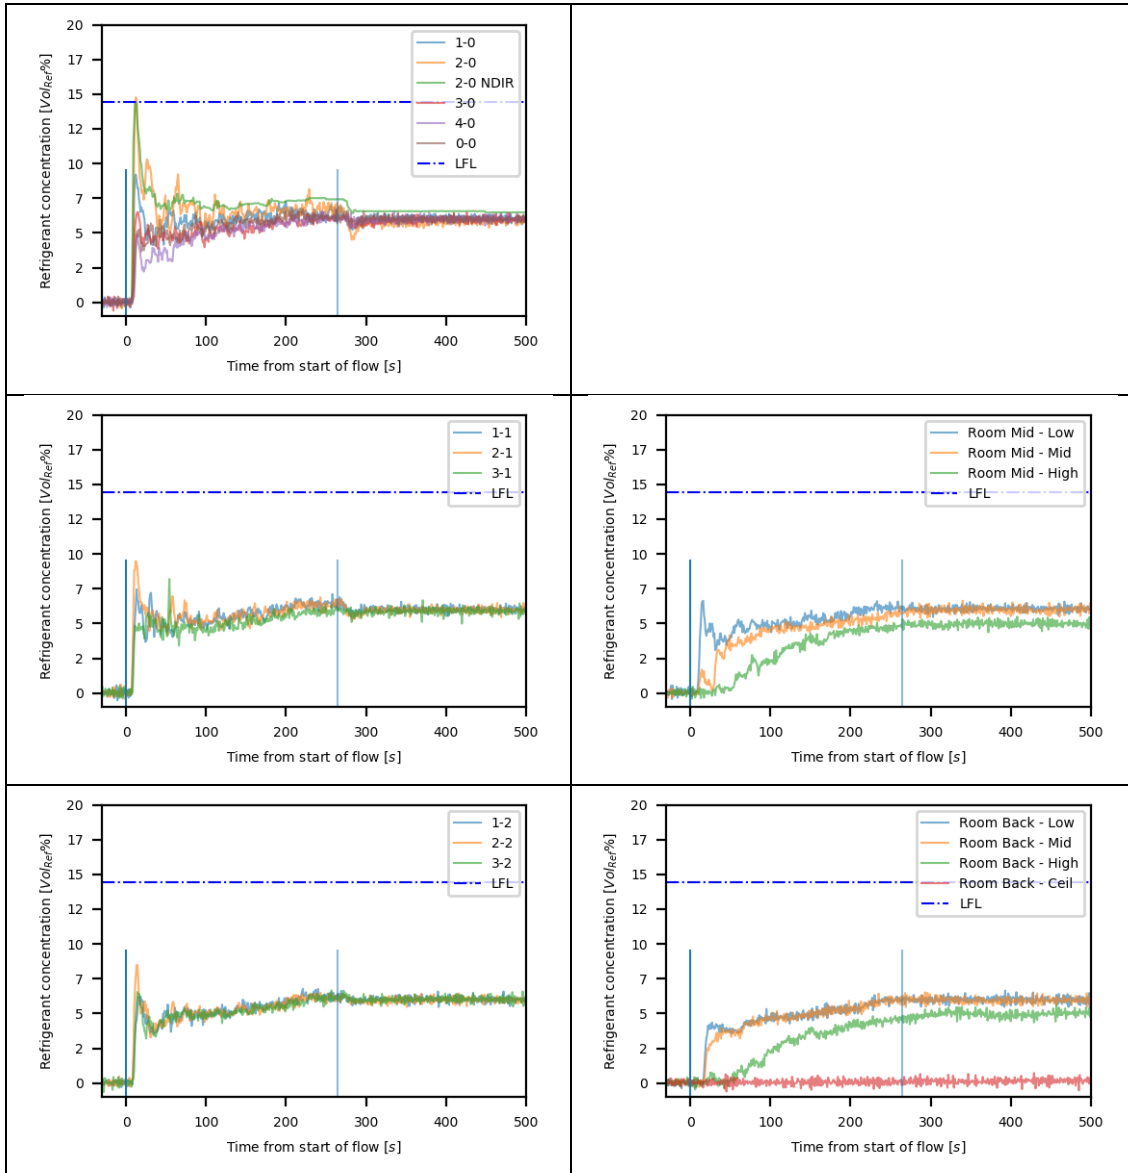 20
17
15
12
10
7
5
2
0
Refrigerant concentration [Vol_Ref%]
0 100 200 300 400 500
Time from start of flow [s]
1-0
2-0
2-0 NDIR
3-0
4-0
0-0
LFL
20
17
15
12
10
7
5
2
0
Refrigerant concentration [Vol_Ref%]
0 100 200 300 400 500
Time from start of flow [s]
1-1
2-1
3-1
LFL
20
17
15
12
10
7
5
2
0
Refrigerant concentration [Vol_Ref%]
0 100 200 300 400 500
Time from start of flow [s]
Room Mid - Low
Room Mid - Mid
Room Mid - High
LFL
20
17
15
12
10
7
5
2
0
Refrigerant concentration [Vol_Ref%]
0 100 200 300 400 500
Time from start of flow [s]
1-2
2-2
3-2
LFL
20
17
15
12
10
7
5
2
0
Refrigerant concentration [Vol_Ref%]
0 100 200 300 400 500
Time from start of flow [s]
Room Back - Low
Room Back - Mid
Room Back - High
Room Back - Ceil
LFL